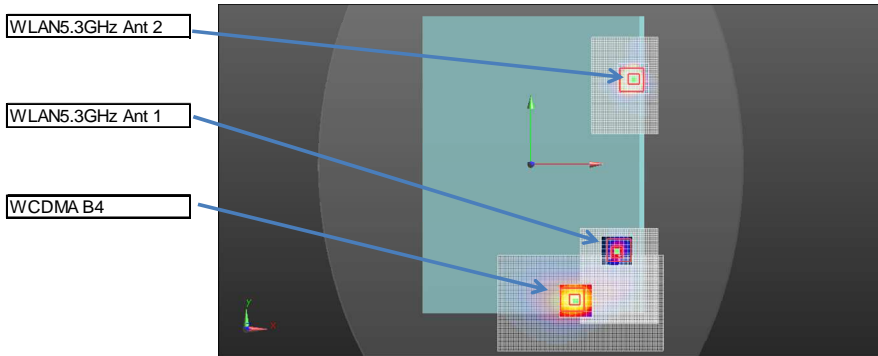 WLAN5.3GHz Ant 2
WLAN5.3GHz Ant 1
WCDMA B4
y
x